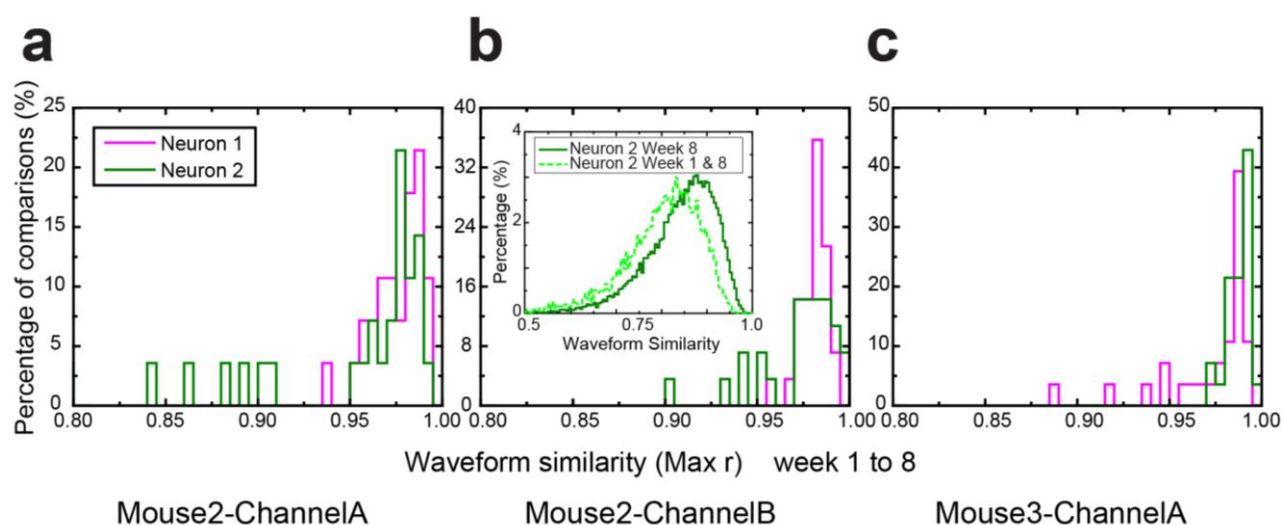 a
b
c
Percentage of comparisons (%)
25
20
15
10
5
0
0.80
0.85
0.90
0.95
1.00
Neuron 1
Neuron 2
40
32
24
16
8
0
0.80
0.85
0.90
0.95
1.00
Percentage (%)
4
2
0
0.5
0.75
1.0
Neuron 2 Week 8
Neuron 2 Week 1 & 8
Waveform Similarity
50
40
30
20
10
0
0.80
0.85
0.90
0.95
1.00
Waveform similarity (Max r) week 1 to 8
Mouse2-ChannelA
Mouse2-ChannelB
Mouse3-ChannelA